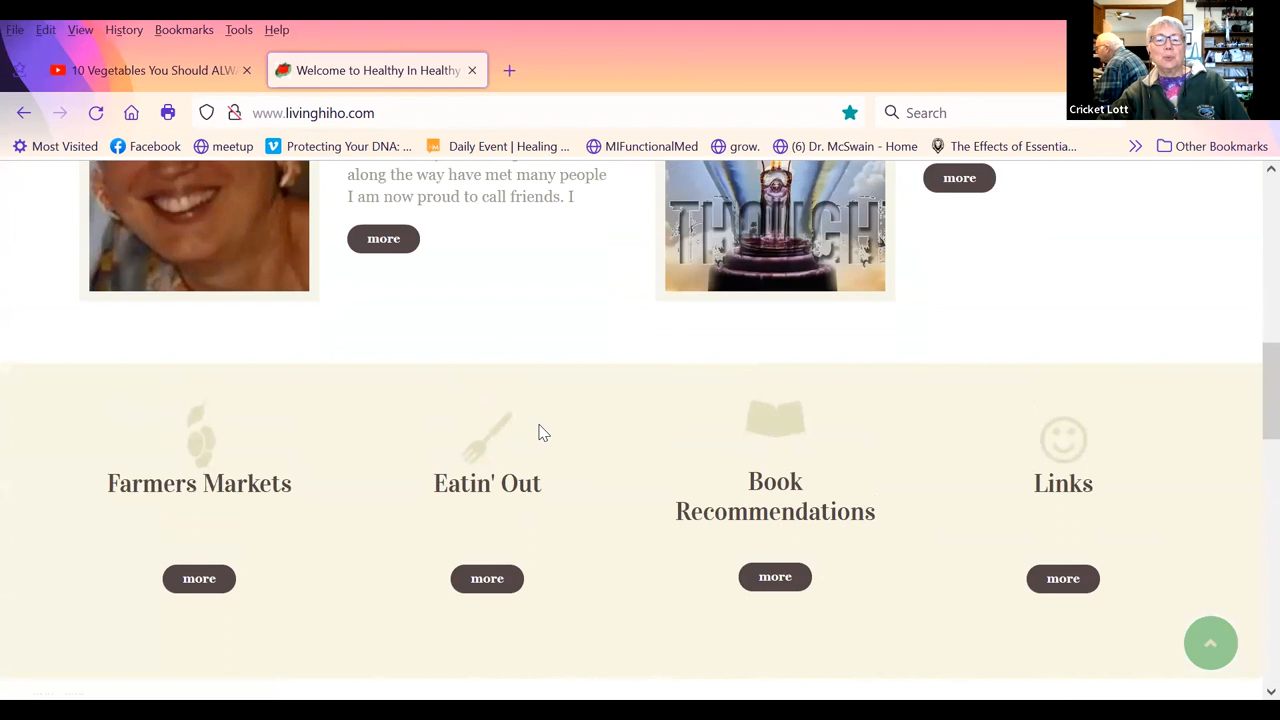 File Edit View History Bookmarks Tools Help
10 Vegetables You Should ALW
Welcome to Healthy In Healthy
www.livinghiho.com
Search
Cricket Lott
Most Visited Facebook meetup Protecting Your DNA: ... Daily Event | Healing ... MIFunctionalMed grow. (6) Dr. McSwain - Home The Effects of Essentia... Other Bookmarks
along the way have met many people
I am now proud to call friends. I
more
THOUGHT
more
Farmers Markets
Eatin' Out
Book
Recommendations
Links
more
more
more
more